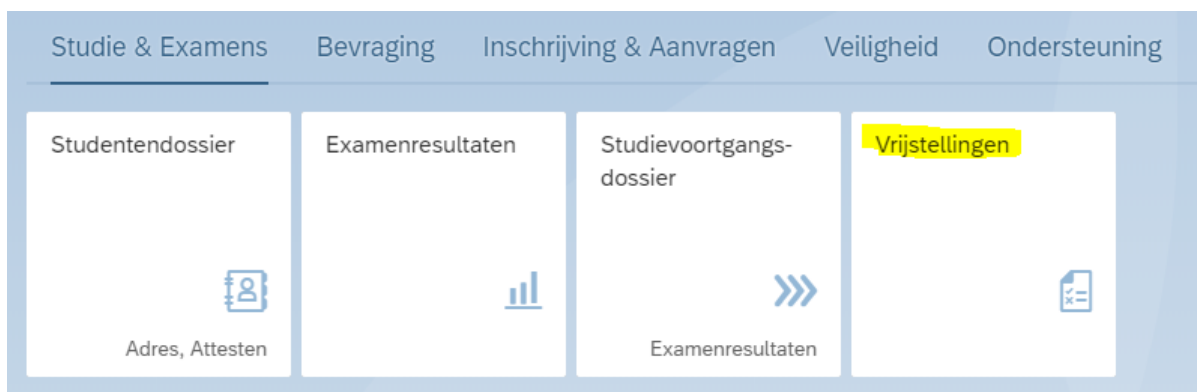 Studie & Examens Bevraging Inschrijving & Aanvragen Veiligheid Ondersteuning
Studentendossier
Adres, Attesten
Examenresultaten
Studievoortgangs-
dossier
Examenresultaten
Vrijstellingen